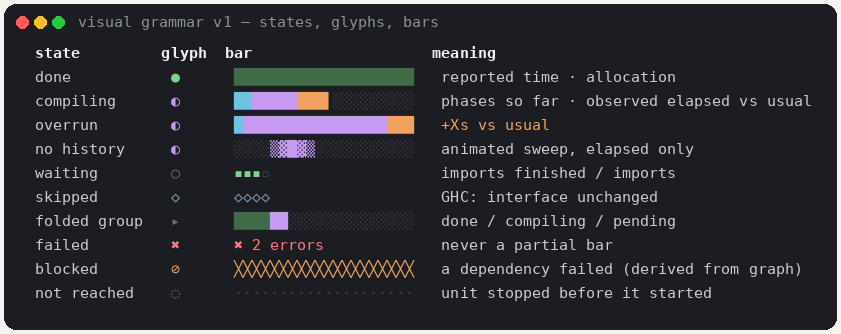 visual grammar v1 — states, glyphs, bars
state glyph bar meaning
done ● reported time · allocation
compiling ◐ phases so far · observed elapsed vs usual
overrun ◐ +Xs vs usual
no history ◐ animated sweep, elapsed only
waiting ○ ▪▪▪▫ imports finished / imports
skipped ◇ ◇◇◇◇ GHC: interface unchanged
folded group ▸ done / compiling / pending
failed ✖ ✖ 2 errors never a partial bar
blocked ⊘ ╳╳╳╳╳╳╳╳╳╳╳╳╳╳╳╳╳╳╳╳ a dependency failed (derived from graph)
not reached ◌ -------------------- unit stopped before it started